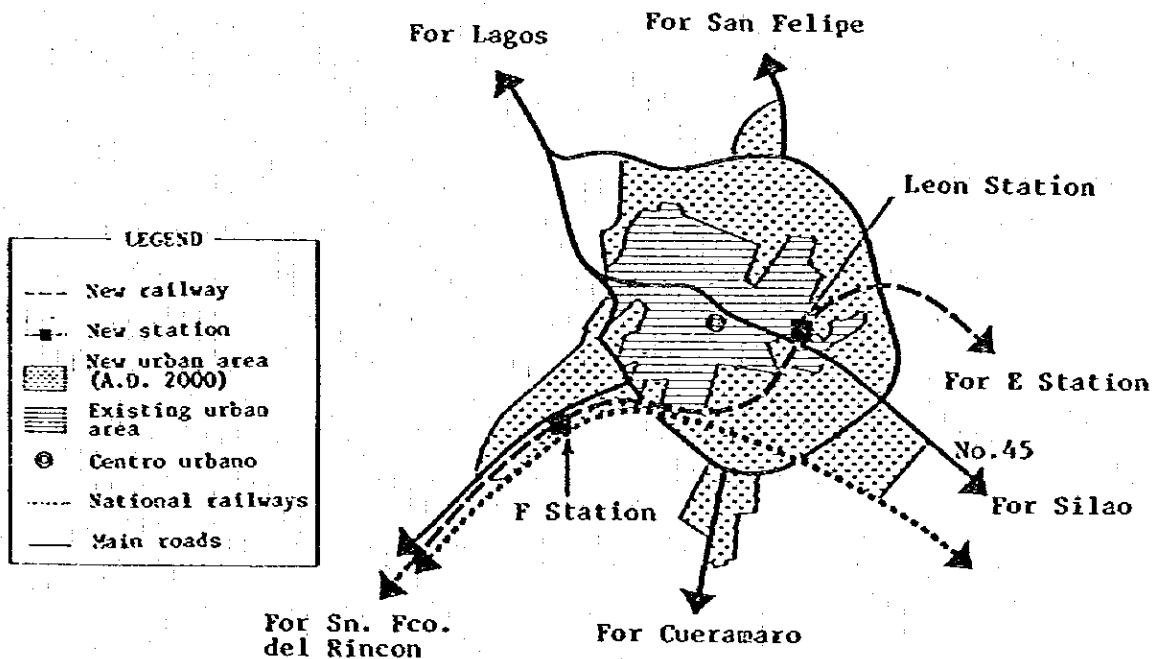 For Lagos
For San Felipe
Leon Station
LEGEND
New railway
New station
New urban area
(A.D. 2000)
Existing urban
area
Centro urbano
National railways
Main roads
For E Station
No.45
For Silao
F Station
For Sn. Fco.
del Rincon
For Cueramaro